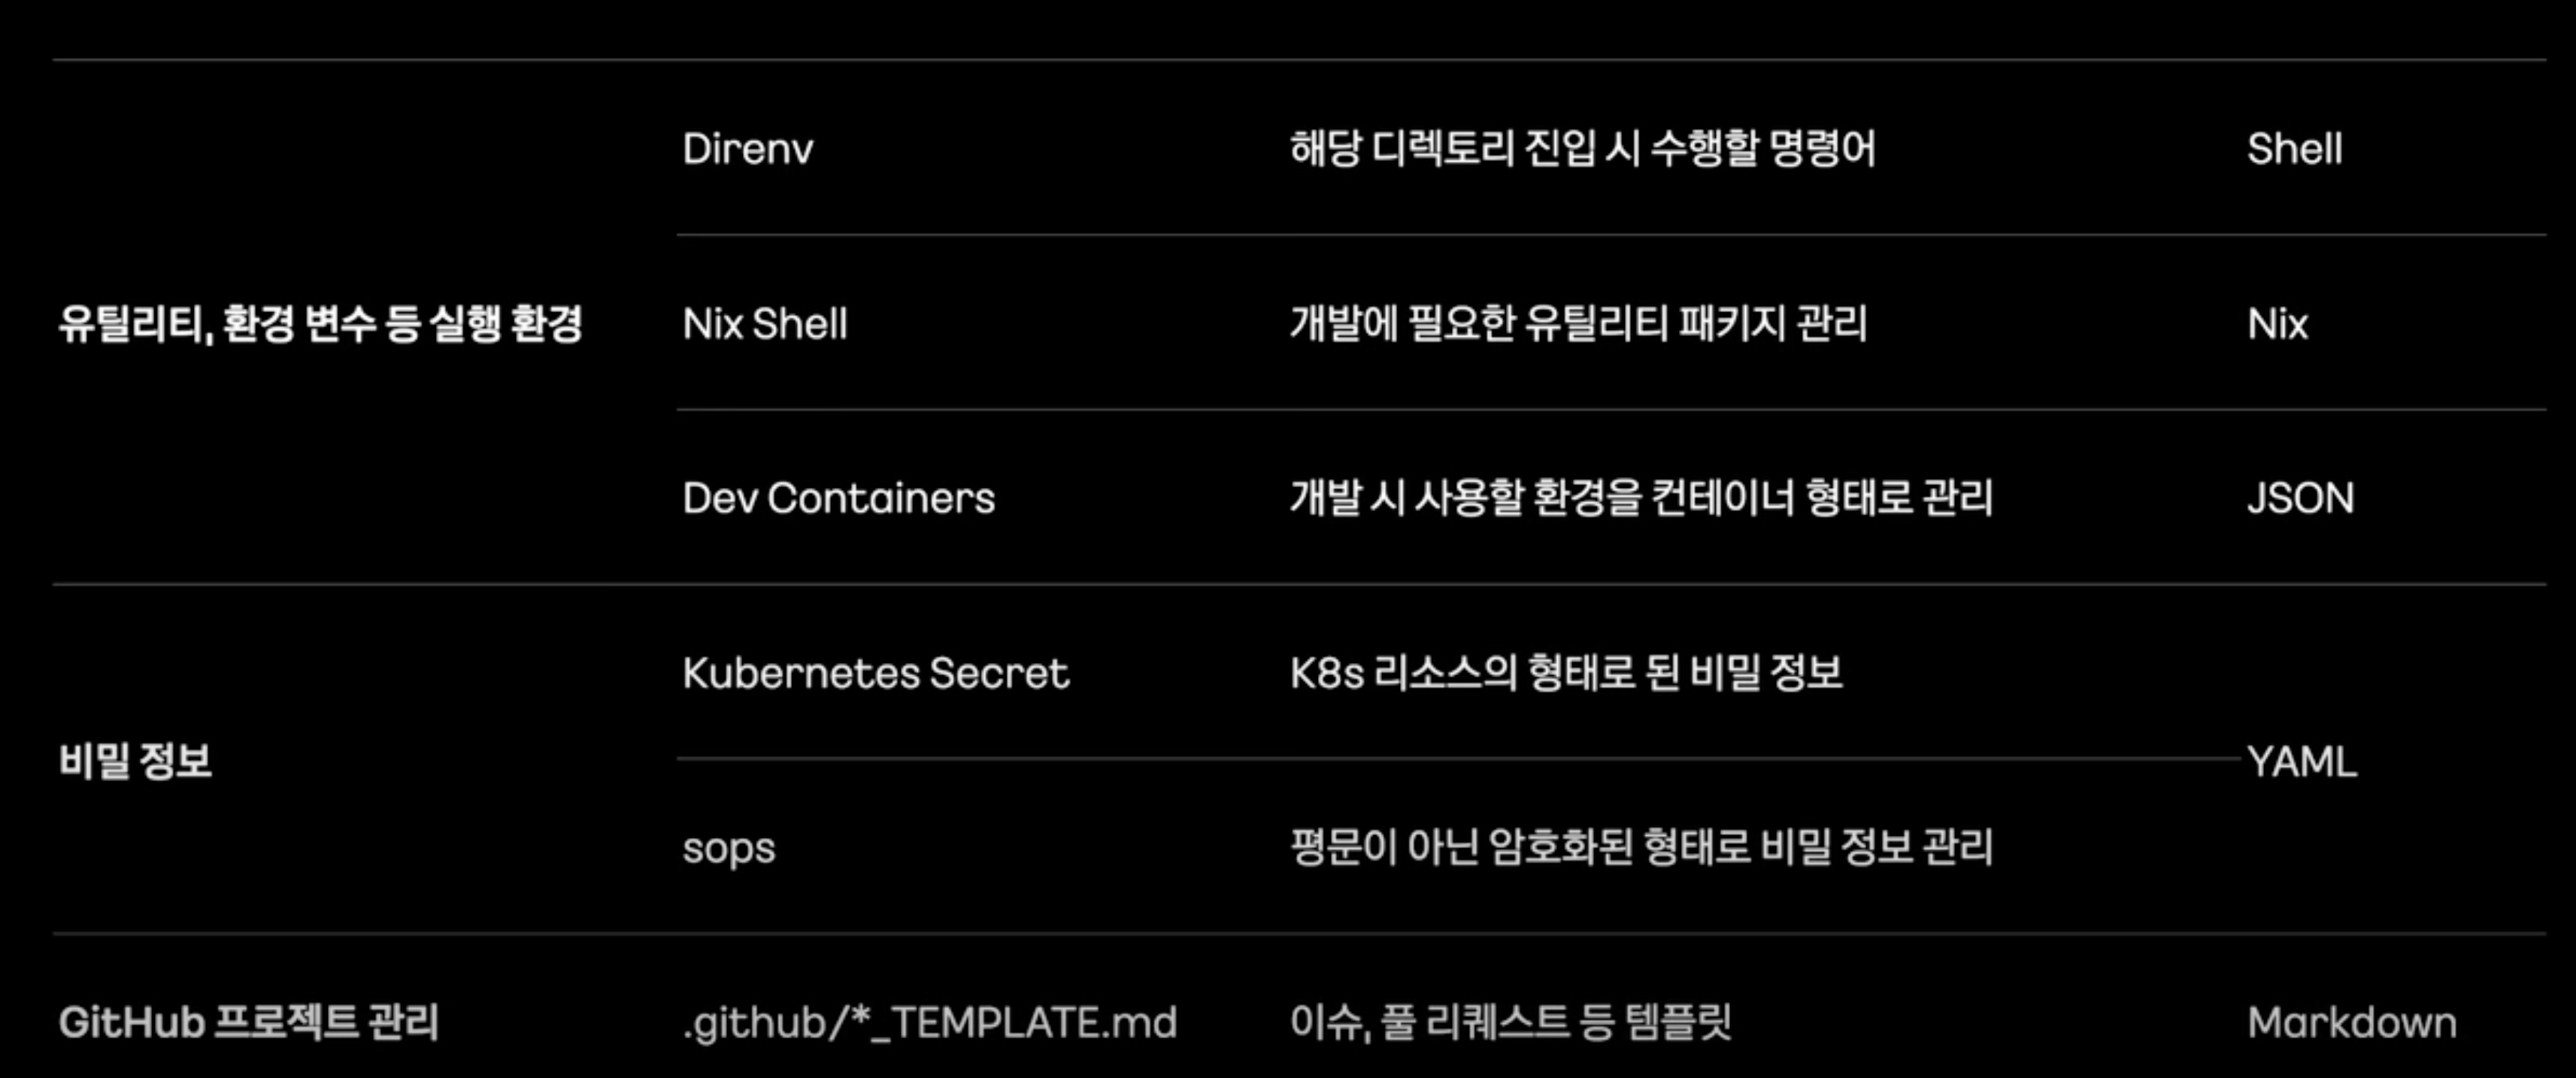 Direnv 해당 디렉토리 진입 시 수행할 명령어 Shell
유틸리티, 환경 변수 등 실행 환경 Nix Shell 개발에 필요한 유틸리티 패키지 관리 Nix
Dev Containers 개발 시 사용할 환경을 컨테이너 형태로 관리 JSON
Kubernetes Secret K8s 리소스의 형태로 된 비밀 정보
비밀 정보 YAML
sops 평문이 아닌 암호화된 형태로 비밀 정보 관리
GitHub 프로젝트 관리 .github/*_TEMPLATE.md 이슈, 풀 리퀘스트 등 템플릿 Markdown